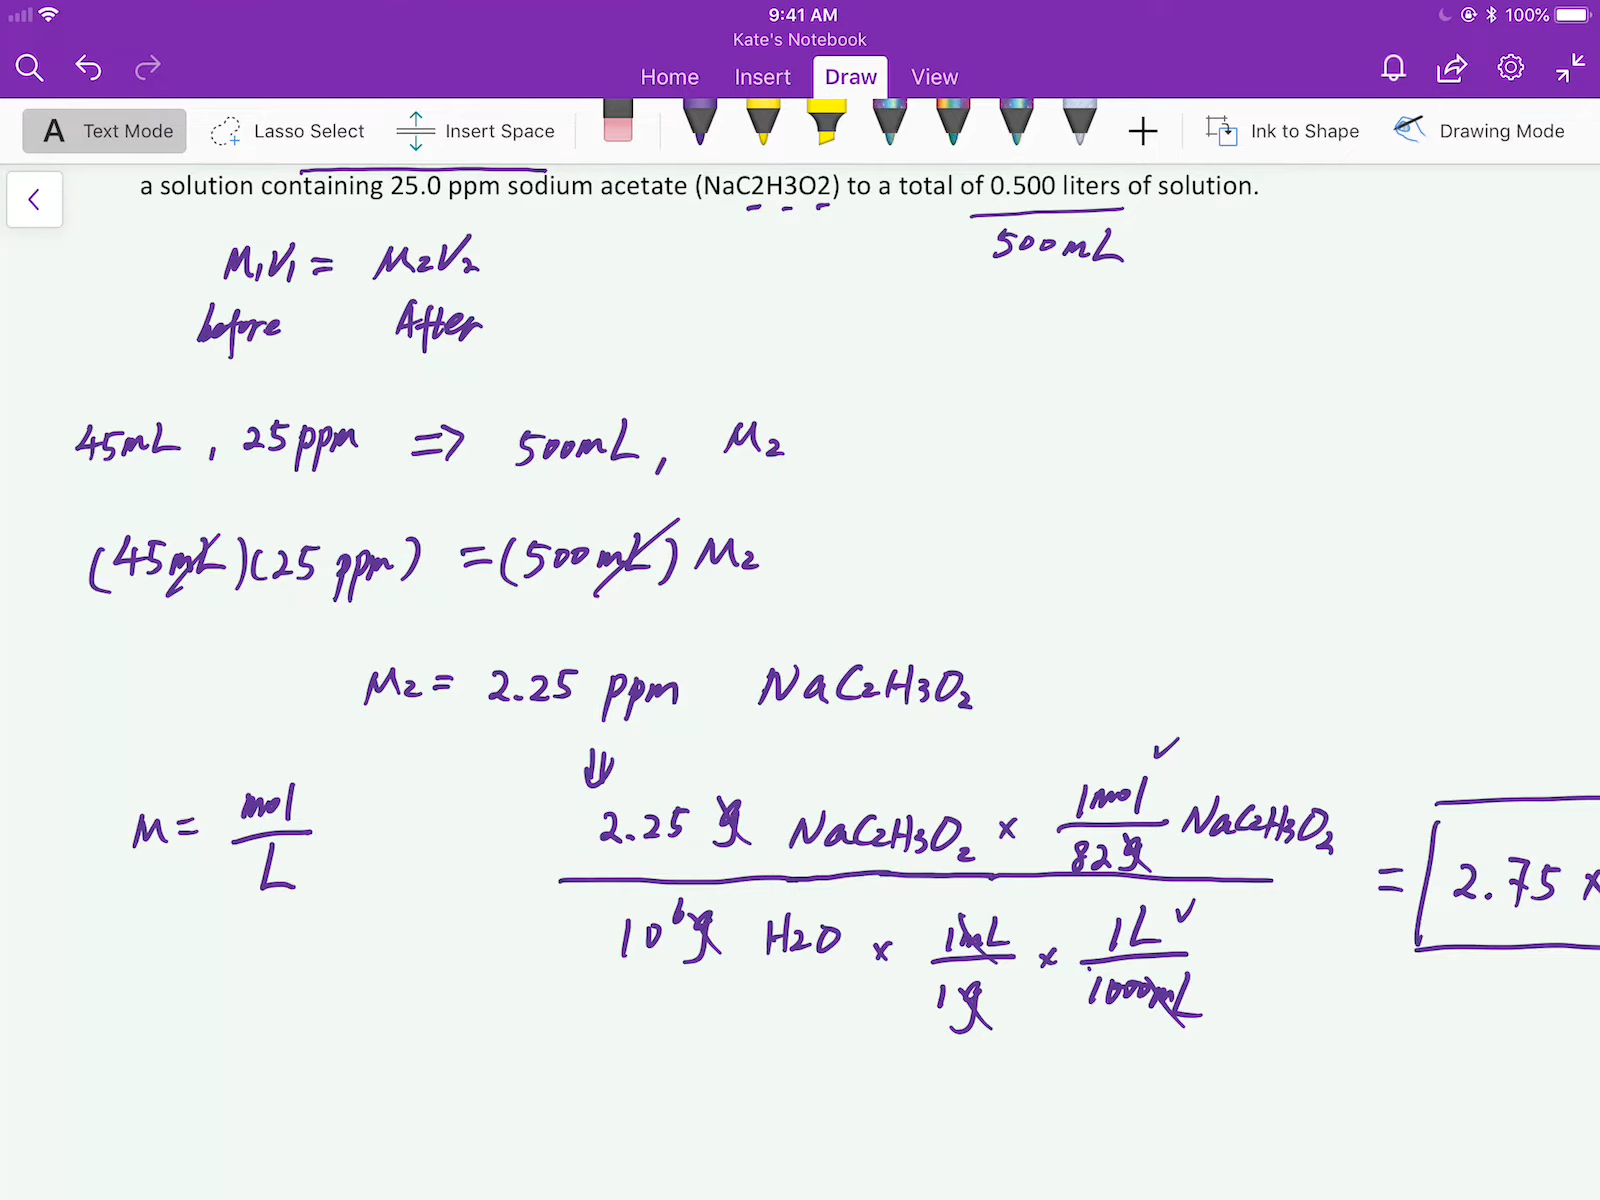 9:41 AM
100%
Kate's Notebook
Home Insert Draw View
A Text Mode Lasso Select Insert Space Ink to Shape Drawing Mode
a solution containing 25.0 ppm sodium acetate (NaC2H3O2) to a total of 0.500 liters of solution.
500mL
M₁V₁ = M₂V₂
before After
45mL , 25ppm => 500mL, M₂
(45mL)(25 ppm) = (500mL) M₂
M₂ = 2.25 ppm NaC₂H₃O₂
M = mol / L
2.25 g NaC₂H₃O₂ × 1mol / 82g NaC₂H₃O₂
10⁶g H2O × 1mL / 1g × 1L / 1000mL
= 2.75 ×